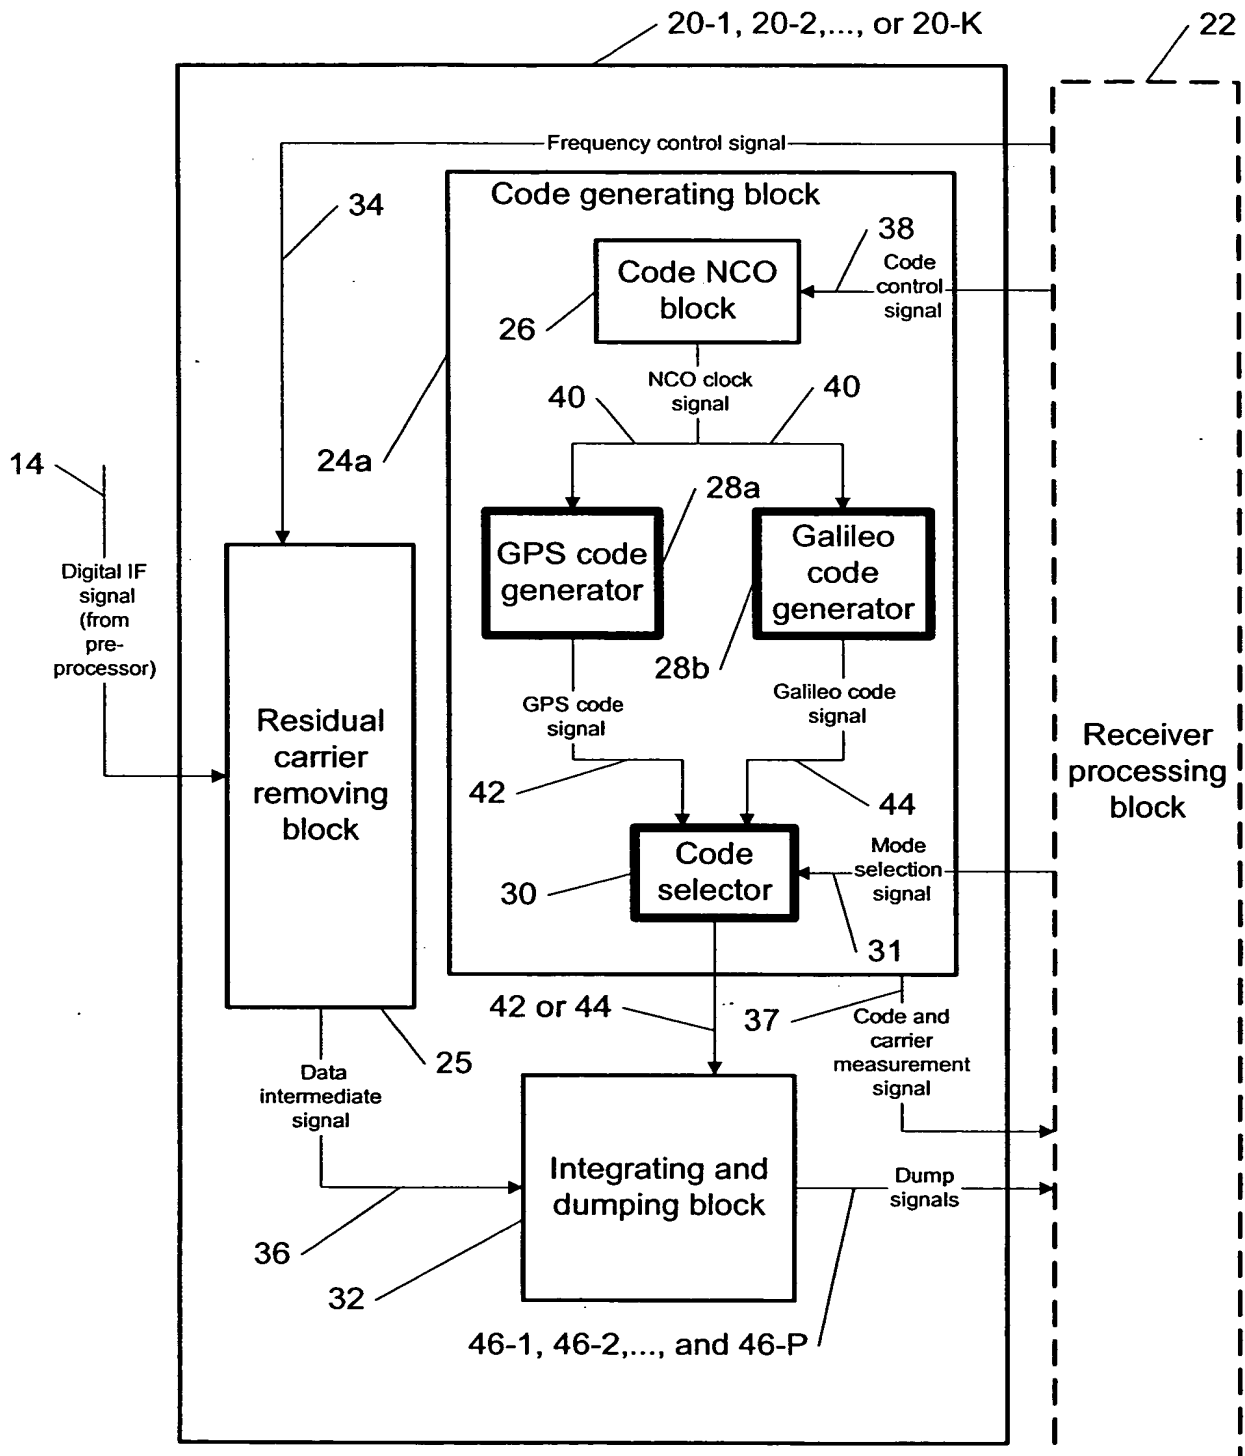 20-1, 20-2,..., or 20-K
22
Frequency control signal
Code generating block
34
38
Code NCO
block
Code
control
signal
26
NCO clock
signal
40
40
24a
14
28a
GPS code
generator
Galileo
code
generator
Digital IF
signal
(from
pre-
processor)
28b
GPS code
signal
Galileo code
signal
Residual
carrier
removing
block
Receiver
processing
block
42
44
Code
selector
Mode
selection
signal
30
31
42 or 44
37
Code and
carrier
measurement
signal
25
Data
intermediate
signal
Integrating and
dumping block
Dump
signals
36
32
46-1, 46-2,..., and 46-P